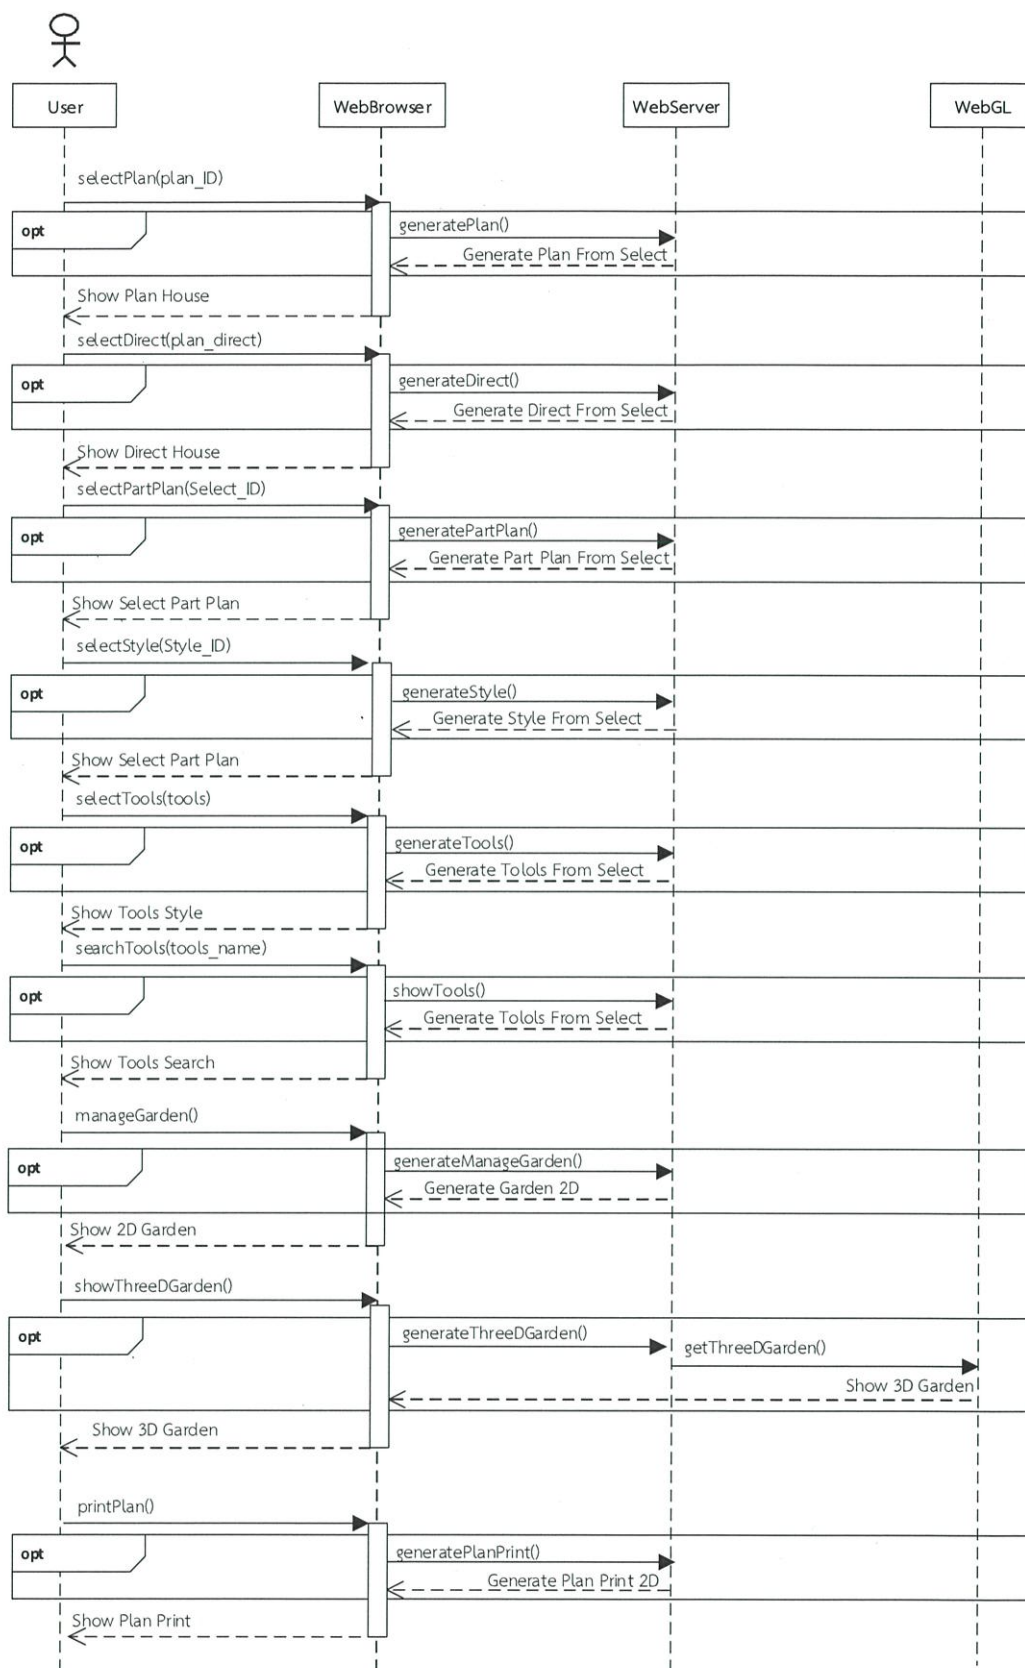 User
WebBrowser
WebServer
WebGL
selectPlan(plan_ID)
opt
generatePlan()
Generate Plan From Select
Show Plan House
selectDirect(plan_direct)
opt
generateDirect()
Generate Direct From Select
Show Direct House
selectPartPlan(Select_ID)
opt
generatePartPlan()
Generate Part Plan From Select
Show Select Part Plan
selectStyle(Style_ID)
opt
generateStyle()
Generate Style From Select
Show Select Part Plan
selectTools(tools)
opt
generateTools()
Generate Tolols From Select
Show Tools Style
searchTools(tools_name)
opt
showTools()
Generate Tolols From Select
Show Tools Search
manageGarden()
opt
generateManageGarden()
Generate Garden 2D
Show 2D Garden
showThreeDGarden()
opt
generateThreeDGarden()
getThreeDGarden()
Show 3D Garden
Show 3D Garden
printPlan()
opt
generatePlanPrint()
Generate Plan Print 2D
Show Plan Print